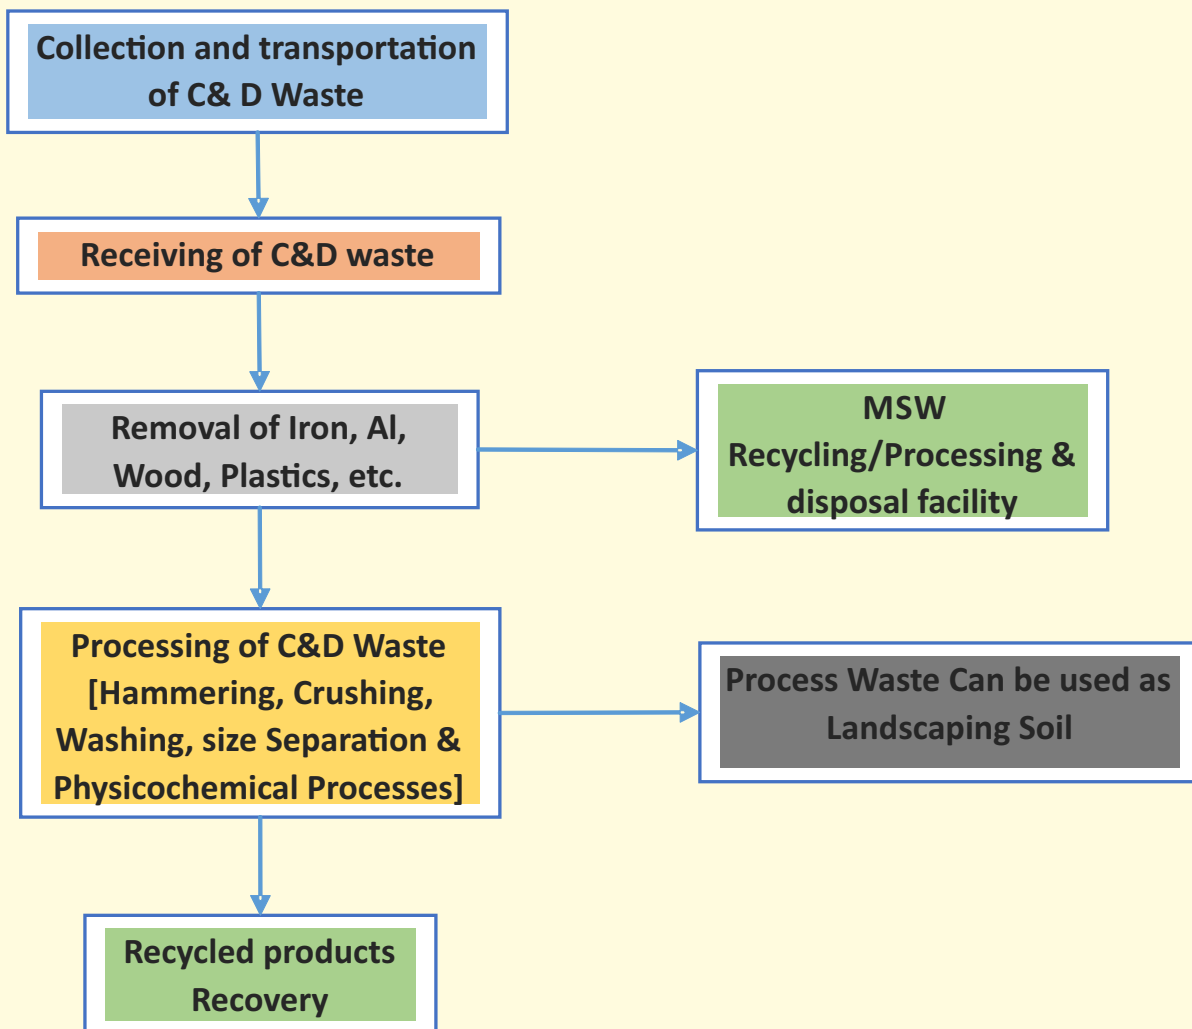 Collection and transportation
of C& D Waste
Receiving of C&D waste
Removal of Iron, Al,
Wood, Plastics, etc.
MSW
Recycling/Processing &
disposal facility
Processing of C&D Waste
[Hammering, Crushing,
Washing, size Separation &
Physicochemical Processes]
Process Waste Can be used as
Landscaping Soil
Recycled products
Recovery